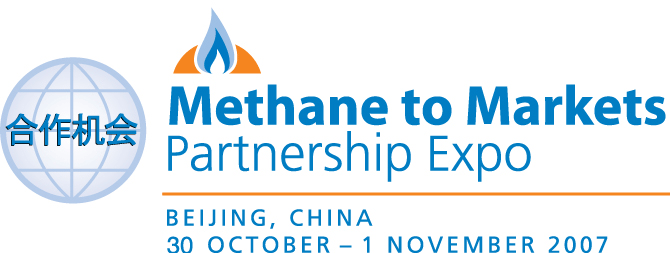 合作机会
Methane to Markets
Partnership Expo
BEIJING, CHINA
30 OCTOBER – 1 NOVEMBER 2007